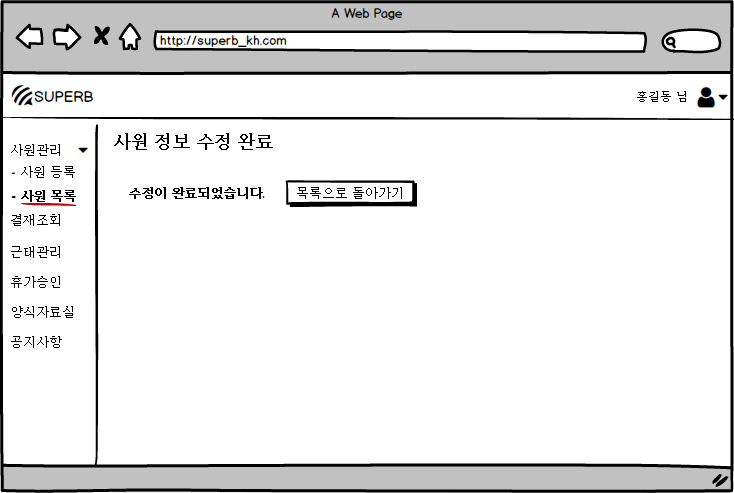 A Web Page
http://superb_kh.com
SUPERB
홍길동 님
사원관리
- 사원 등록
- 사원 목록
결재조회
근태관리
휴가승인
양식자료실
공지사항
사원 정보 수정 완료
수정이 완료되었습니다.
목록으로 돌아가기